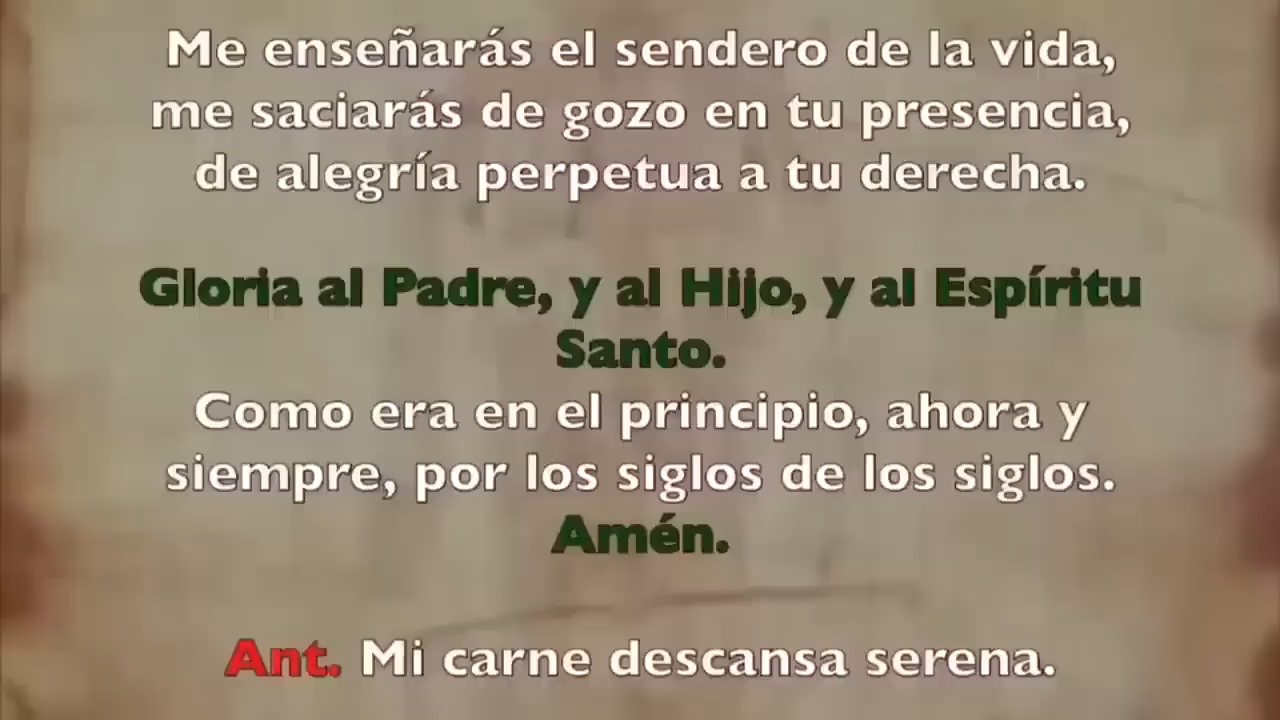 Me enseñarás el sendero de la vida,
me saciarás de gozo en tu presencia,
de alegría perpetua a tu derecha.
Gloria al Padre, y al Hijo, y al Espíritu
Santo.
Como era en el principio, ahora y
siempre, por los siglos de los siglos.
Amén.
Ant. Mi carne descansa serena.